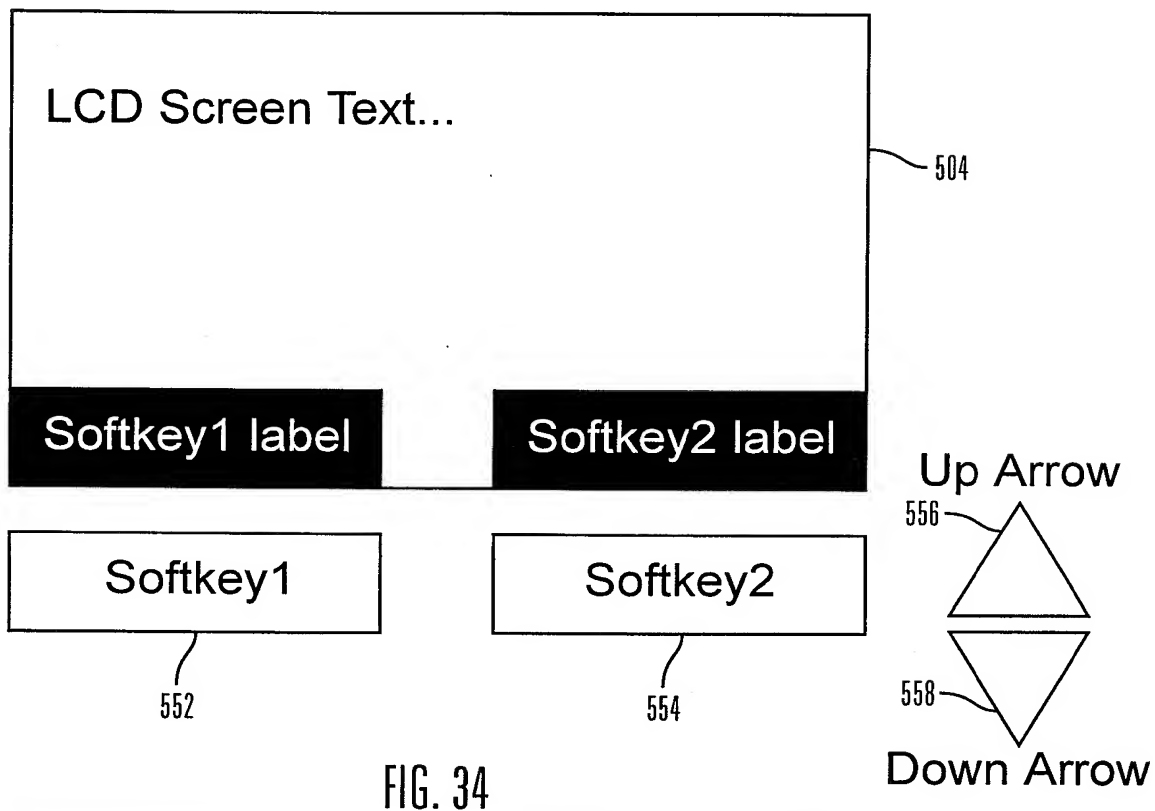 LCD Screen Text...
504
Softkey1 label
Softkey2 label
Up Arrow
556
Softkey1
Softkey2
552
554
558
Down Arrow
FIG. 34